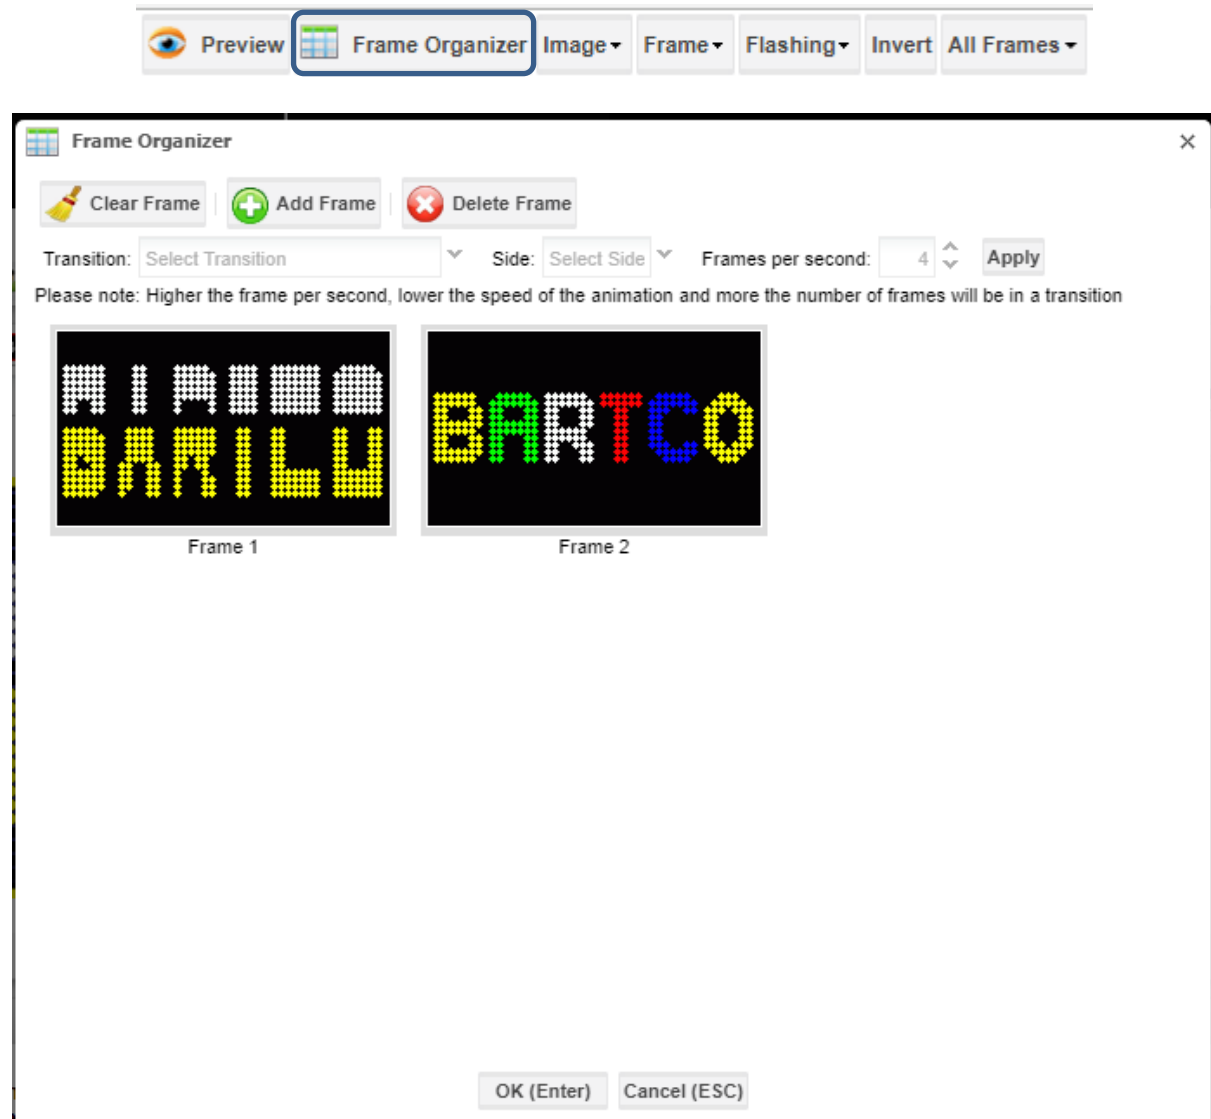 Preview Frame Organizer Image Frame Flashing Invert All Frames
Frame Organizer
Clear Frame Add Frame Delete Frame
Transition: Select Transition Side: Select Side Frames per second: 4 Apply
Please note: Higher the frame per second, lower the speed of the animation and more the number of frames will be in a transition
BARTCO
Frame 1 Frame 2
OK (Enter) Cancel (ESC)